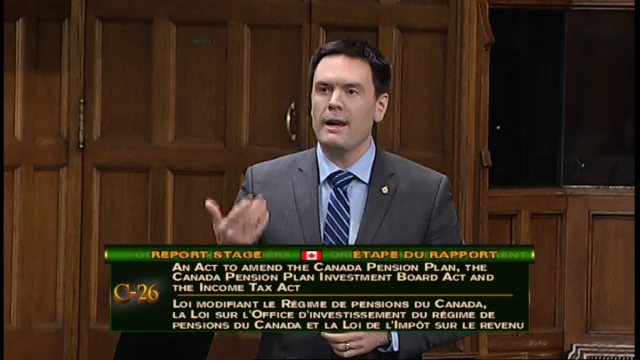 REPORT STAGE ÉTAPE DU RAPPORT
C-26
AN ACT TO AMEND THE CANADA PENSION PLAN, THE
CANADA PENSION PLAN INVESTMENT BOARD ACT AND
THE INCOME TAX ACT
LOI MODIFIANT LE RÉGIME DE PENSIONS DU CANADA,
LA LOI SUR L'OFFICE D'INVESTISSEMENT DU RÉGIME DE
PENSIONS DU CANADA ET LA LOI DE L'IMPÔT SUR LE REVENU